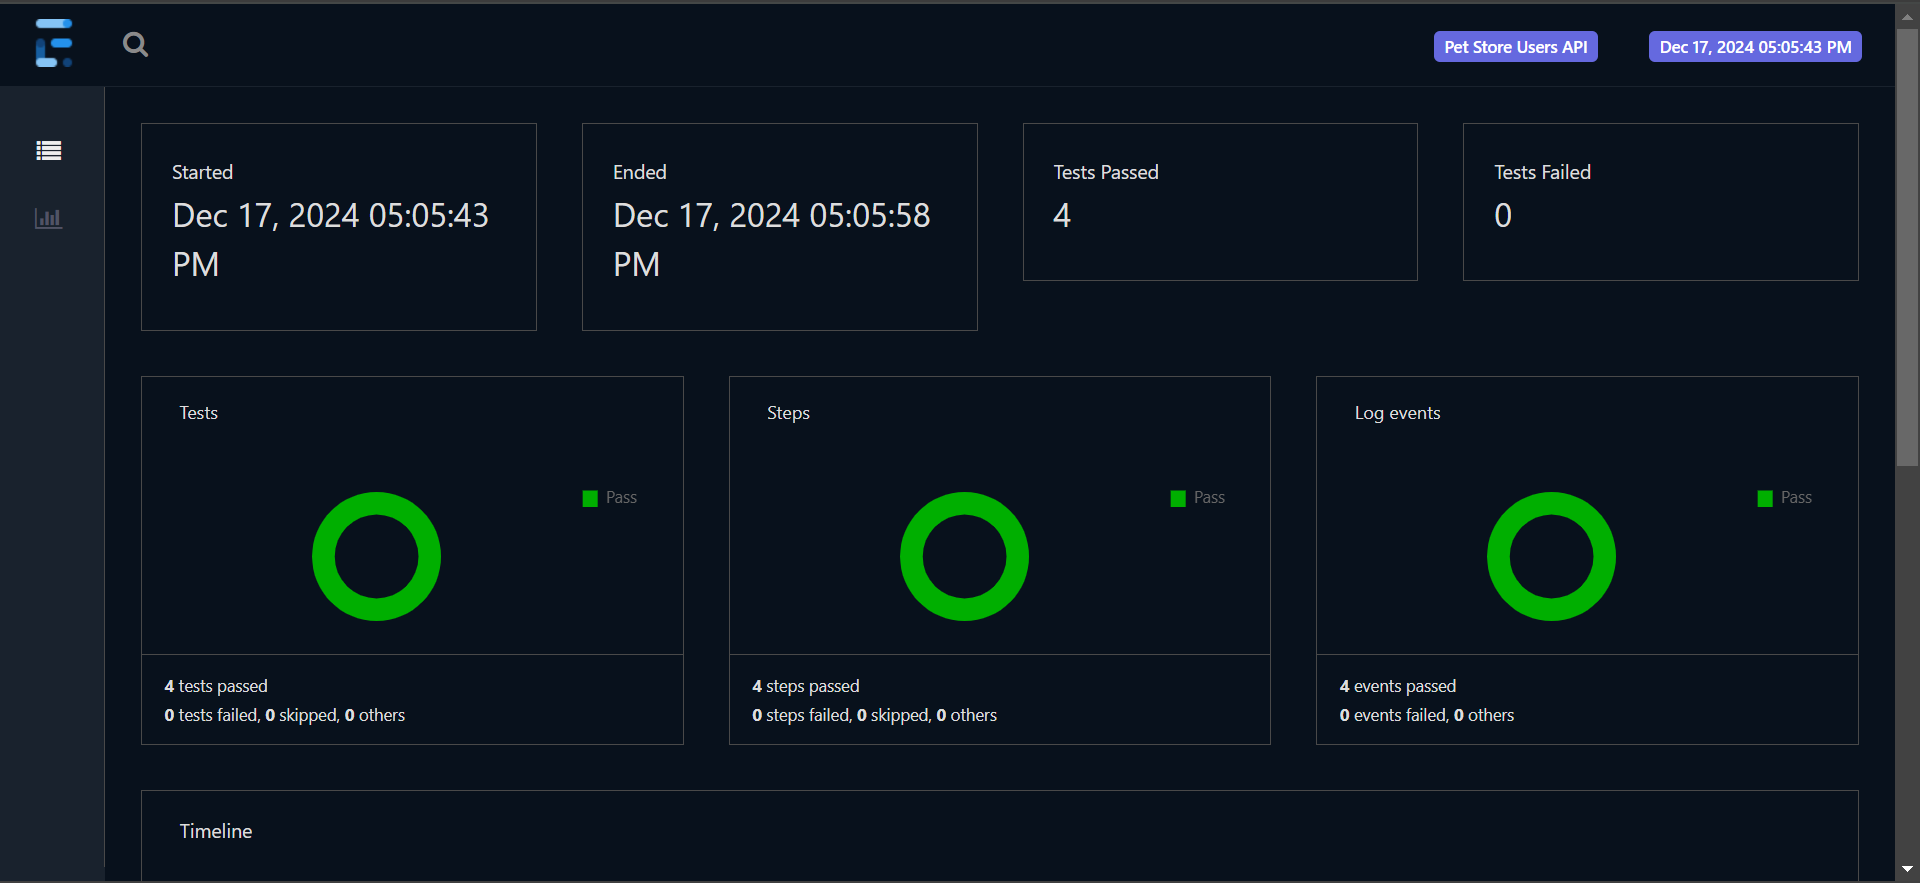 Pet Store Users API
Dec 17, 2024 05:05:43 PM
Started
Dec 17, 2024 05:05:43
PM
Ended
Dec 17, 2024 05:05:58
PM
Tests Passed
4
Tests Failed
0
Tests
Pass
4 tests passed
0 tests failed, 0 skipped, 0 others
Steps
Pass
4 steps passed
0 steps failed, 0 skipped, 0 others
Log events
Pass
4 events passed
0 events failed, 0 others
Timeline